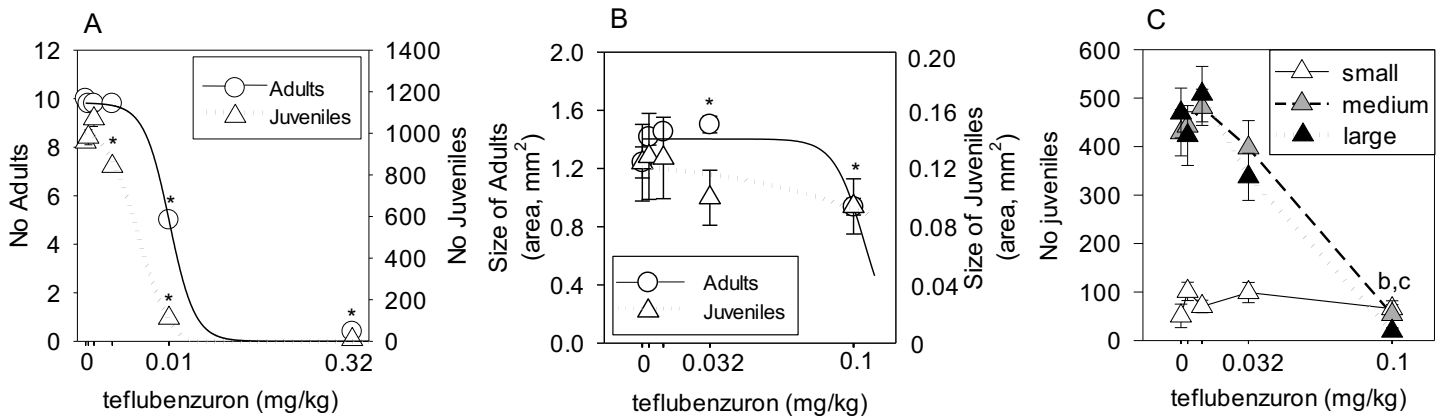 A
12
10
8
6
4
2
0
No Adults
1400
1200
1000
800
600
400
200
0
No Juveniles
Adults
Juveniles
*
*
*
*
0
0.01
0.32
teflubenzuron (mg/kg)
B
2.0
1.8
1.4
0.8
0.4
0.0
Size of Adults
(area, mm²)
0.20
0.16
0.12
0.08
0.04
0
Size of Juveniles
(area, mm²)
*
*
Adults
Juveniles
0
0.032
0.1
teflubenzuron (mg/kg)
C
600
500
400
300
200
100
0
No juveniles
small
medium
large
b,c
0
0.032
0.1
teflubenzuron (mg/kg)